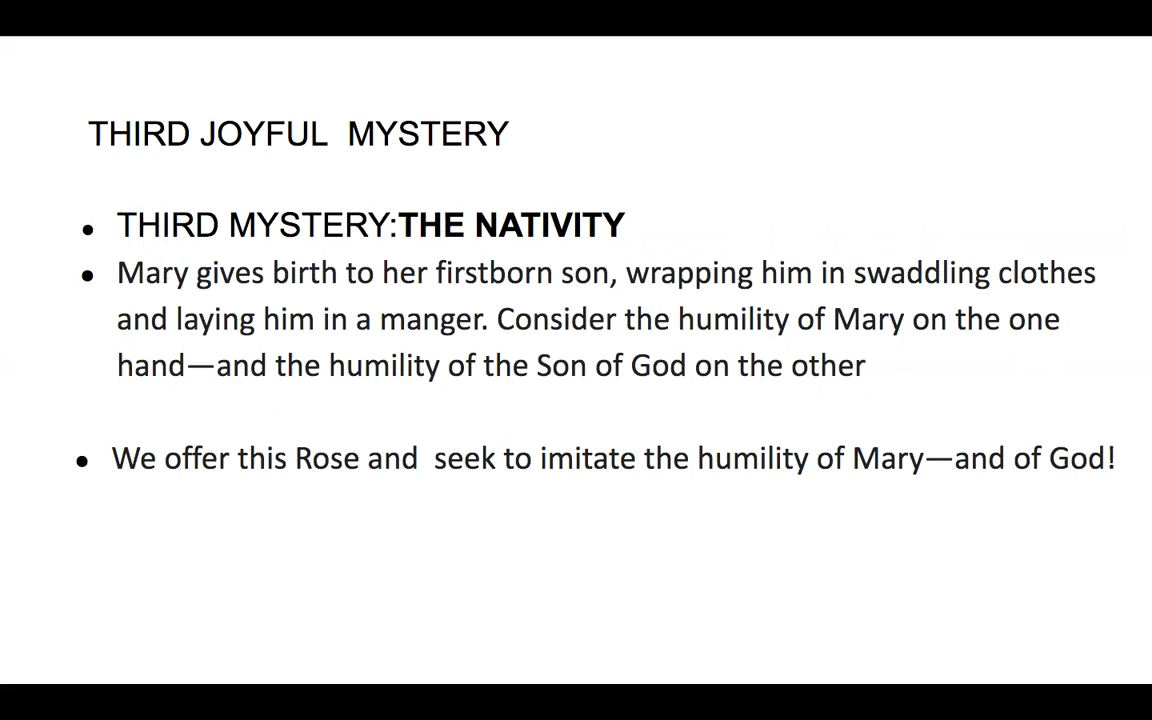 THIRD JOYFUL  MYSTERY
• THIRD MYSTERY:THE NATIVITY
• Mary gives birth to her firstborn son, wrapping him in swaddling clothes
and laying him in a manger. Consider the humility of Mary on the one
hand—and the humility of the Son of God on the other
• We offer this Rose and  seek to imitate the humility of Mary—and of God!